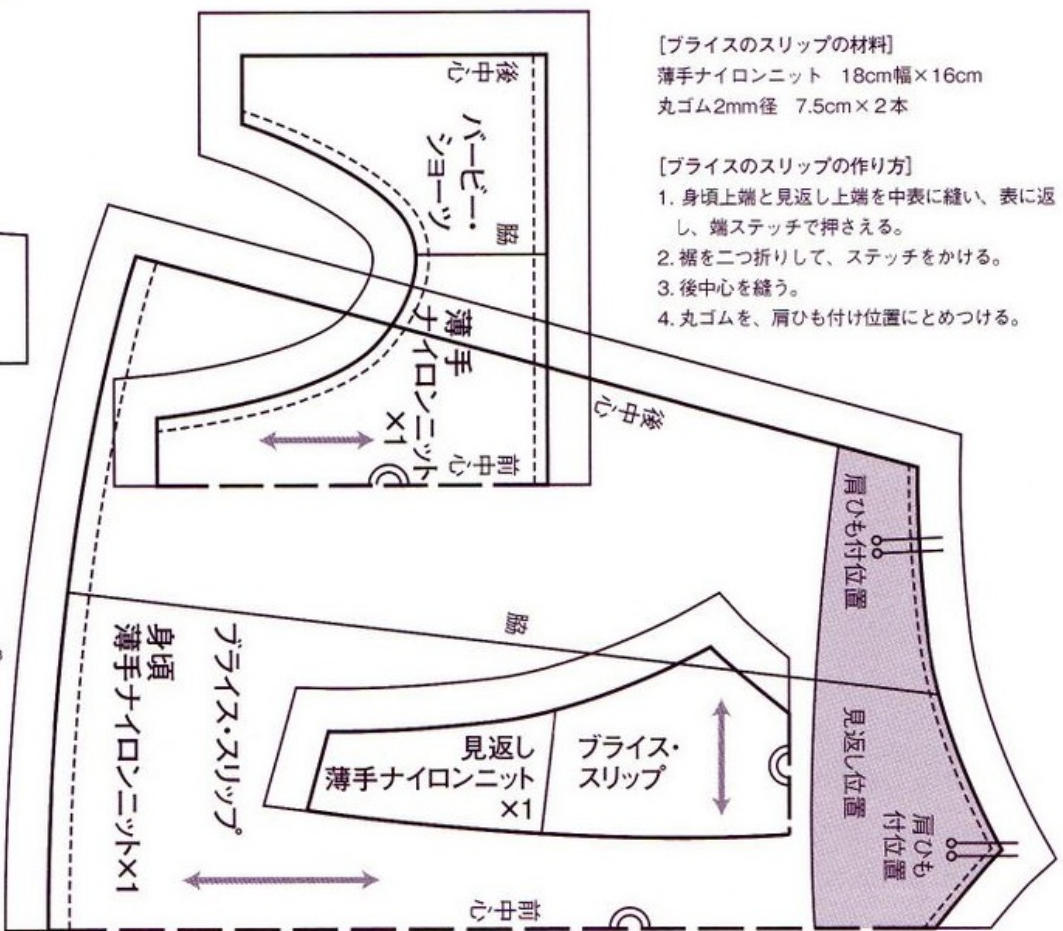 [ブライスのスリップの材料]
薄手ナイロンニット　18cm幅×16cm
丸ゴム2mm径　7.5cm×2本
[ブライスのスリップの作り方]
1. 身頃上端と見返し上端を中表に縫い、表に返
し、端ステッチで押さえる。
2. 裾を二つ折りして、ステッチをかける。
3. 後中心を縫う。
4. 丸ゴムを、肩ひも付け位置にとめつける。
後中心
バービー・
ショーツ
脇
薄手
ナイロンニット
×1
前中心
後中心
肩ひも付位置
脇
ブライス・スリップ
身頃
薄手ナイロンニット×1
見返し
薄手ナイロンニット
×1
ブライス・
スリップ
見返し位置
肩ひも
付位置
前中心